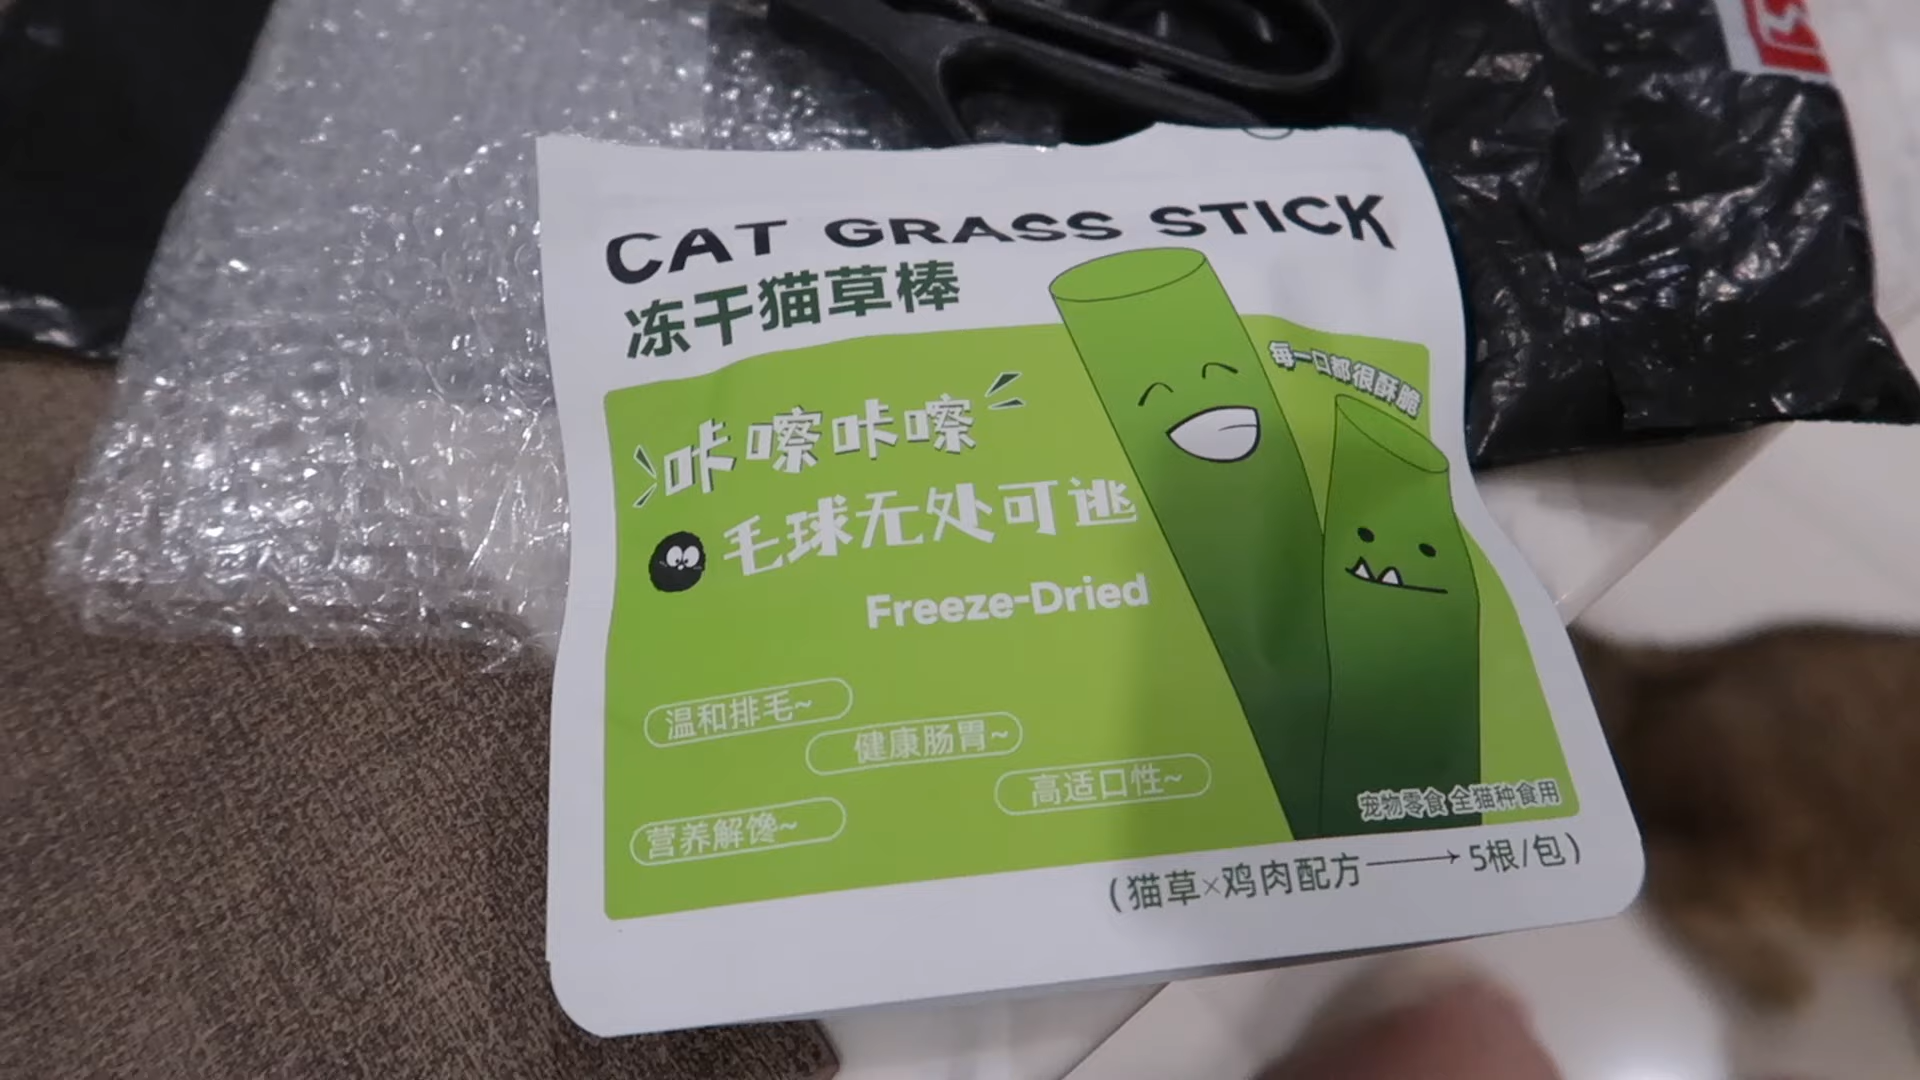 CAT GRASS STICK
冻干猫草棒
每一口都很酥脆
咔嚓咔嚓
毛球无处可逃
Freeze-Dried
温和排毛~
健康肠胃~
高适口性~
营养解馋~
宠物零食 全猫种食用
(猫草×鸡肉配方→5根/包)